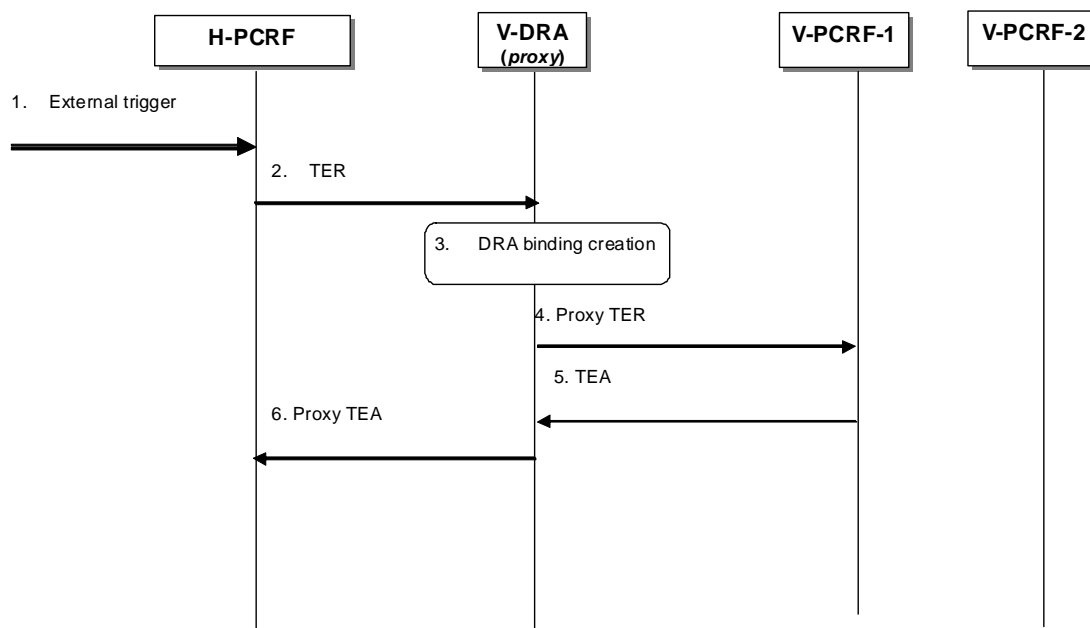 H-PCRF
V-DRA
(proxy)
V-PCRF-1
V-PCRF-2
1. External trigger
2. TER
3. DRA binding creation
4. Proxy TER
5. TEA
6. Proxy TEA